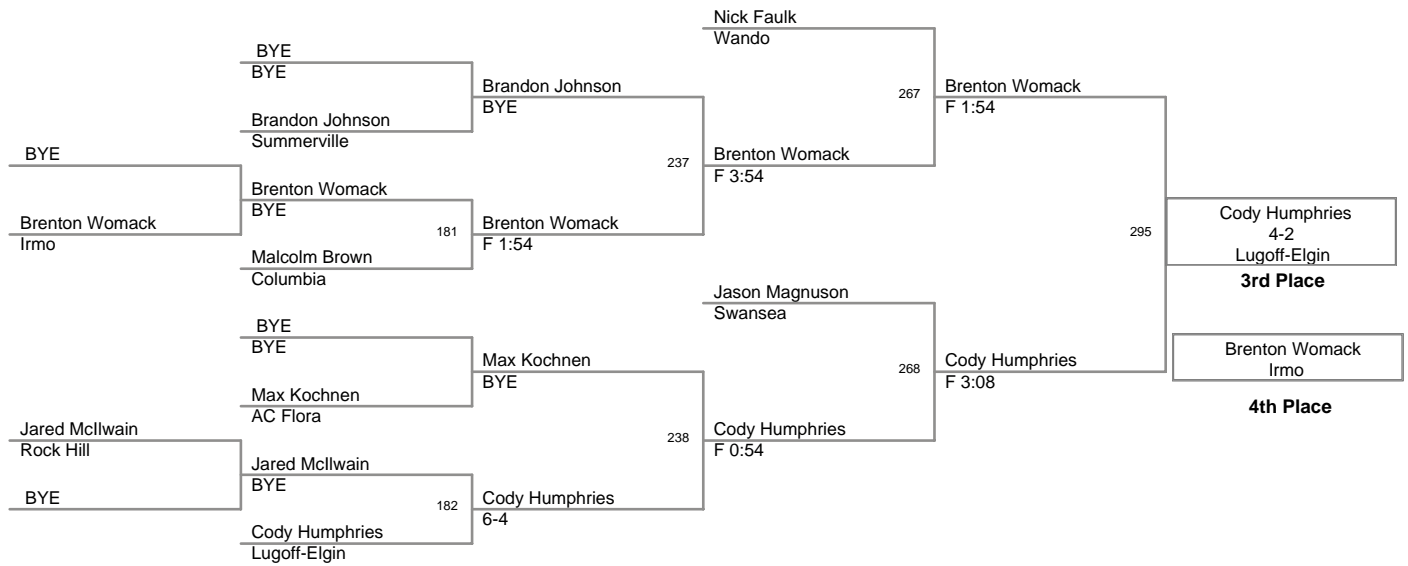 Nick Faulk
Wando
BYE
BYE
Brandon Johnson
BYE
267
Brenton Womack
F 1:54
Brandon Johnson
Summerville
BYE
237
Brenton Womack
F 3:54
Brenton Womack
BYE
Brenton Womack
Irmo
181
Brenton Womack
F 1:54
Malcolm Brown
Columbia
295
Cody Humphries
4-2
Lugoff-Elgin
3rd Place
Jason Magnuson
Swansea
BYE
BYE
Max Kochnen
BYE
268
Cody Humphries
F 3:08
Brenton Womack
Irmo
4th Place
Max Kochnen
AC Flora
Jared McIlwain
Rock Hill
238
Cody Humphries
F 0:54
Jared McIlwain
BYE
BYE
182
Cody Humphries
6-4
Cody Humphries
Lugoff-Elgin